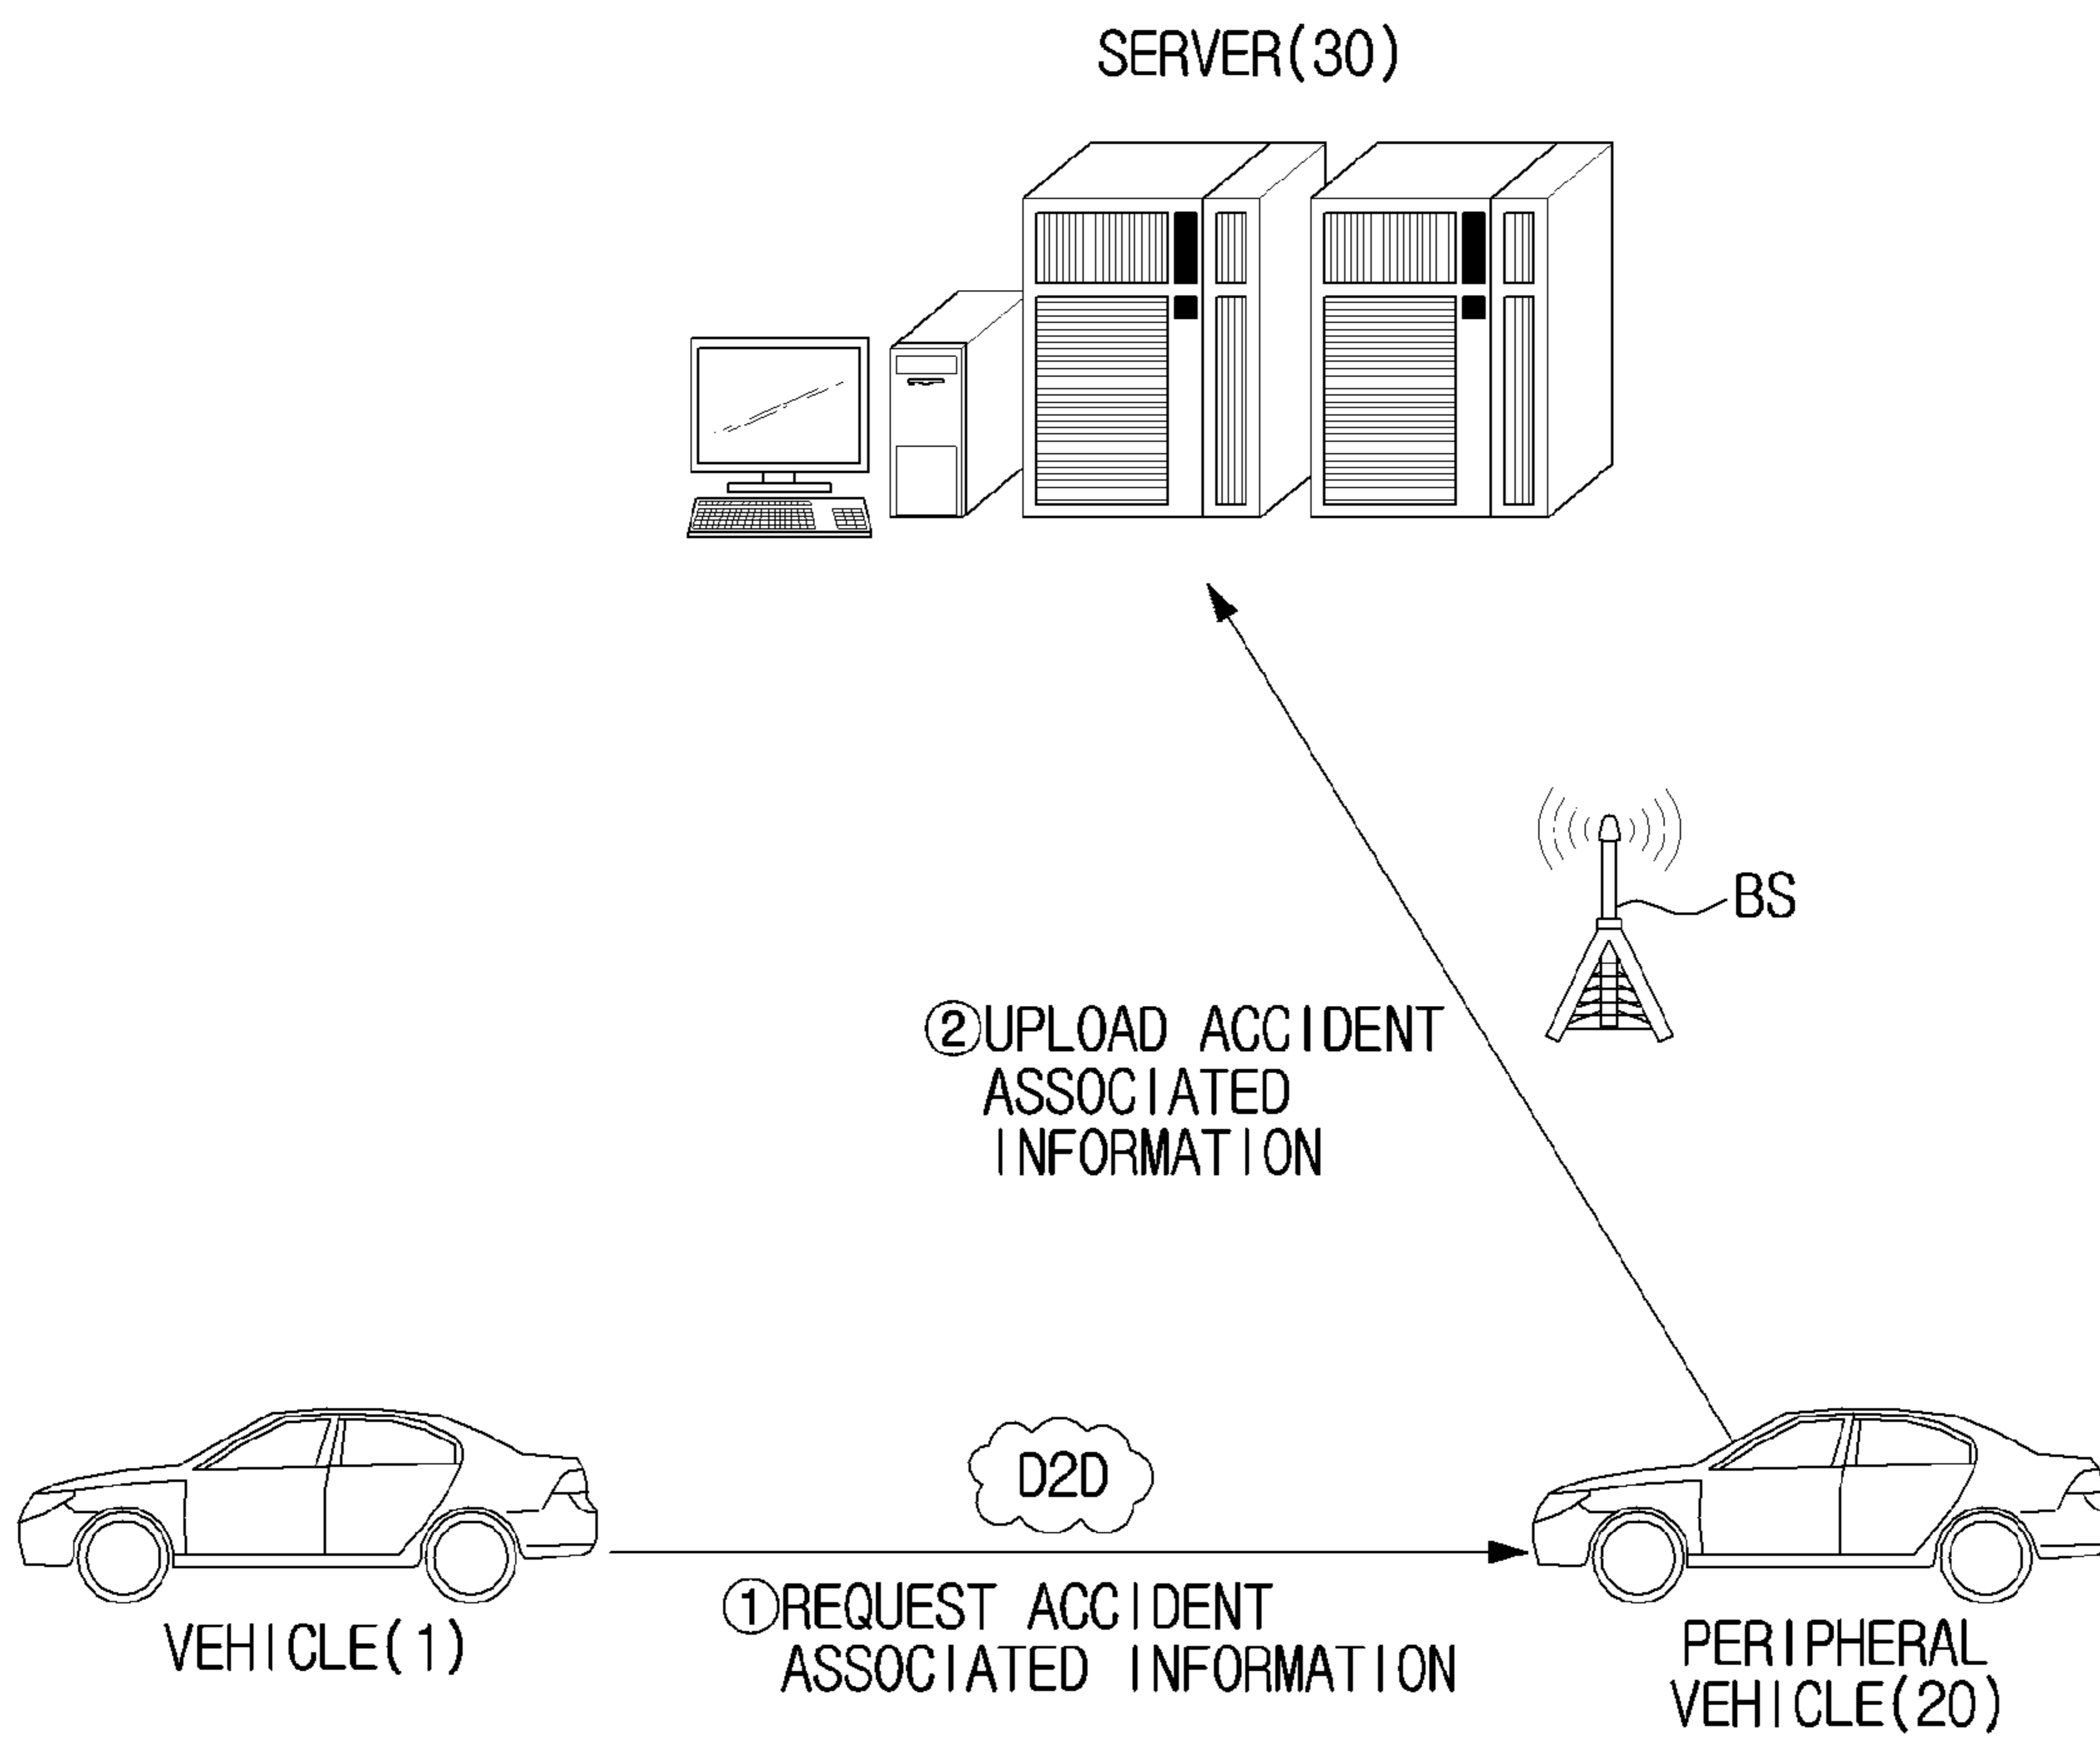 SERVER(30)
BS
②UPLOAD ACCIDENT
ASSOCIATED
INFORMATION
D2D
①REQUEST ACCIDENT
ASSOCIATED INFORMATION
VEHICLE(1)
PERIPHERAL
VEHICLE(20)